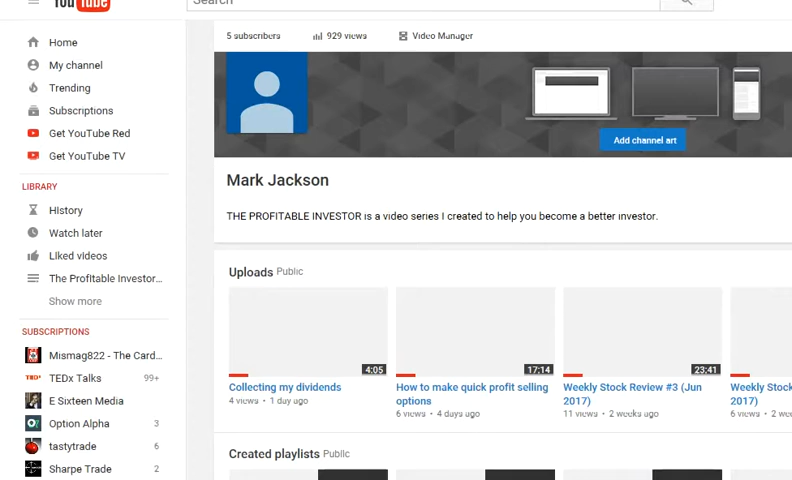 YouTube
Search
5 subscribers 929 views Video Manager
Home
My channel
Trending
Subscriptions
Get YouTube Red
Get YouTube TV
LIBRARY
History
Watch later
Liked videos
The Profitable Investor...
Show more
SUBSCRIPTIONS
Mismag822 - The Card...
TEDx TEDx Talks 99+
E Sixteen Media
Option Alpha 3
tastytrade 6
Sharpe Trade 2
Add channel art
Mark Jackson
THE PROFITABLE INVESTOR is a video series I created to help you become a better investor.
Uploads Public
4:05 17:14 23:41
Collecting my dividends
4 views • 1 day ago
How to make quick profit selling
options
6 views • 4 days ago
Weekly Stock Review #3 (Jun
2017)
11 views • 2 weeks ago
Weekly Stock
2017)
6 views • 2 wee
Created playlists Public